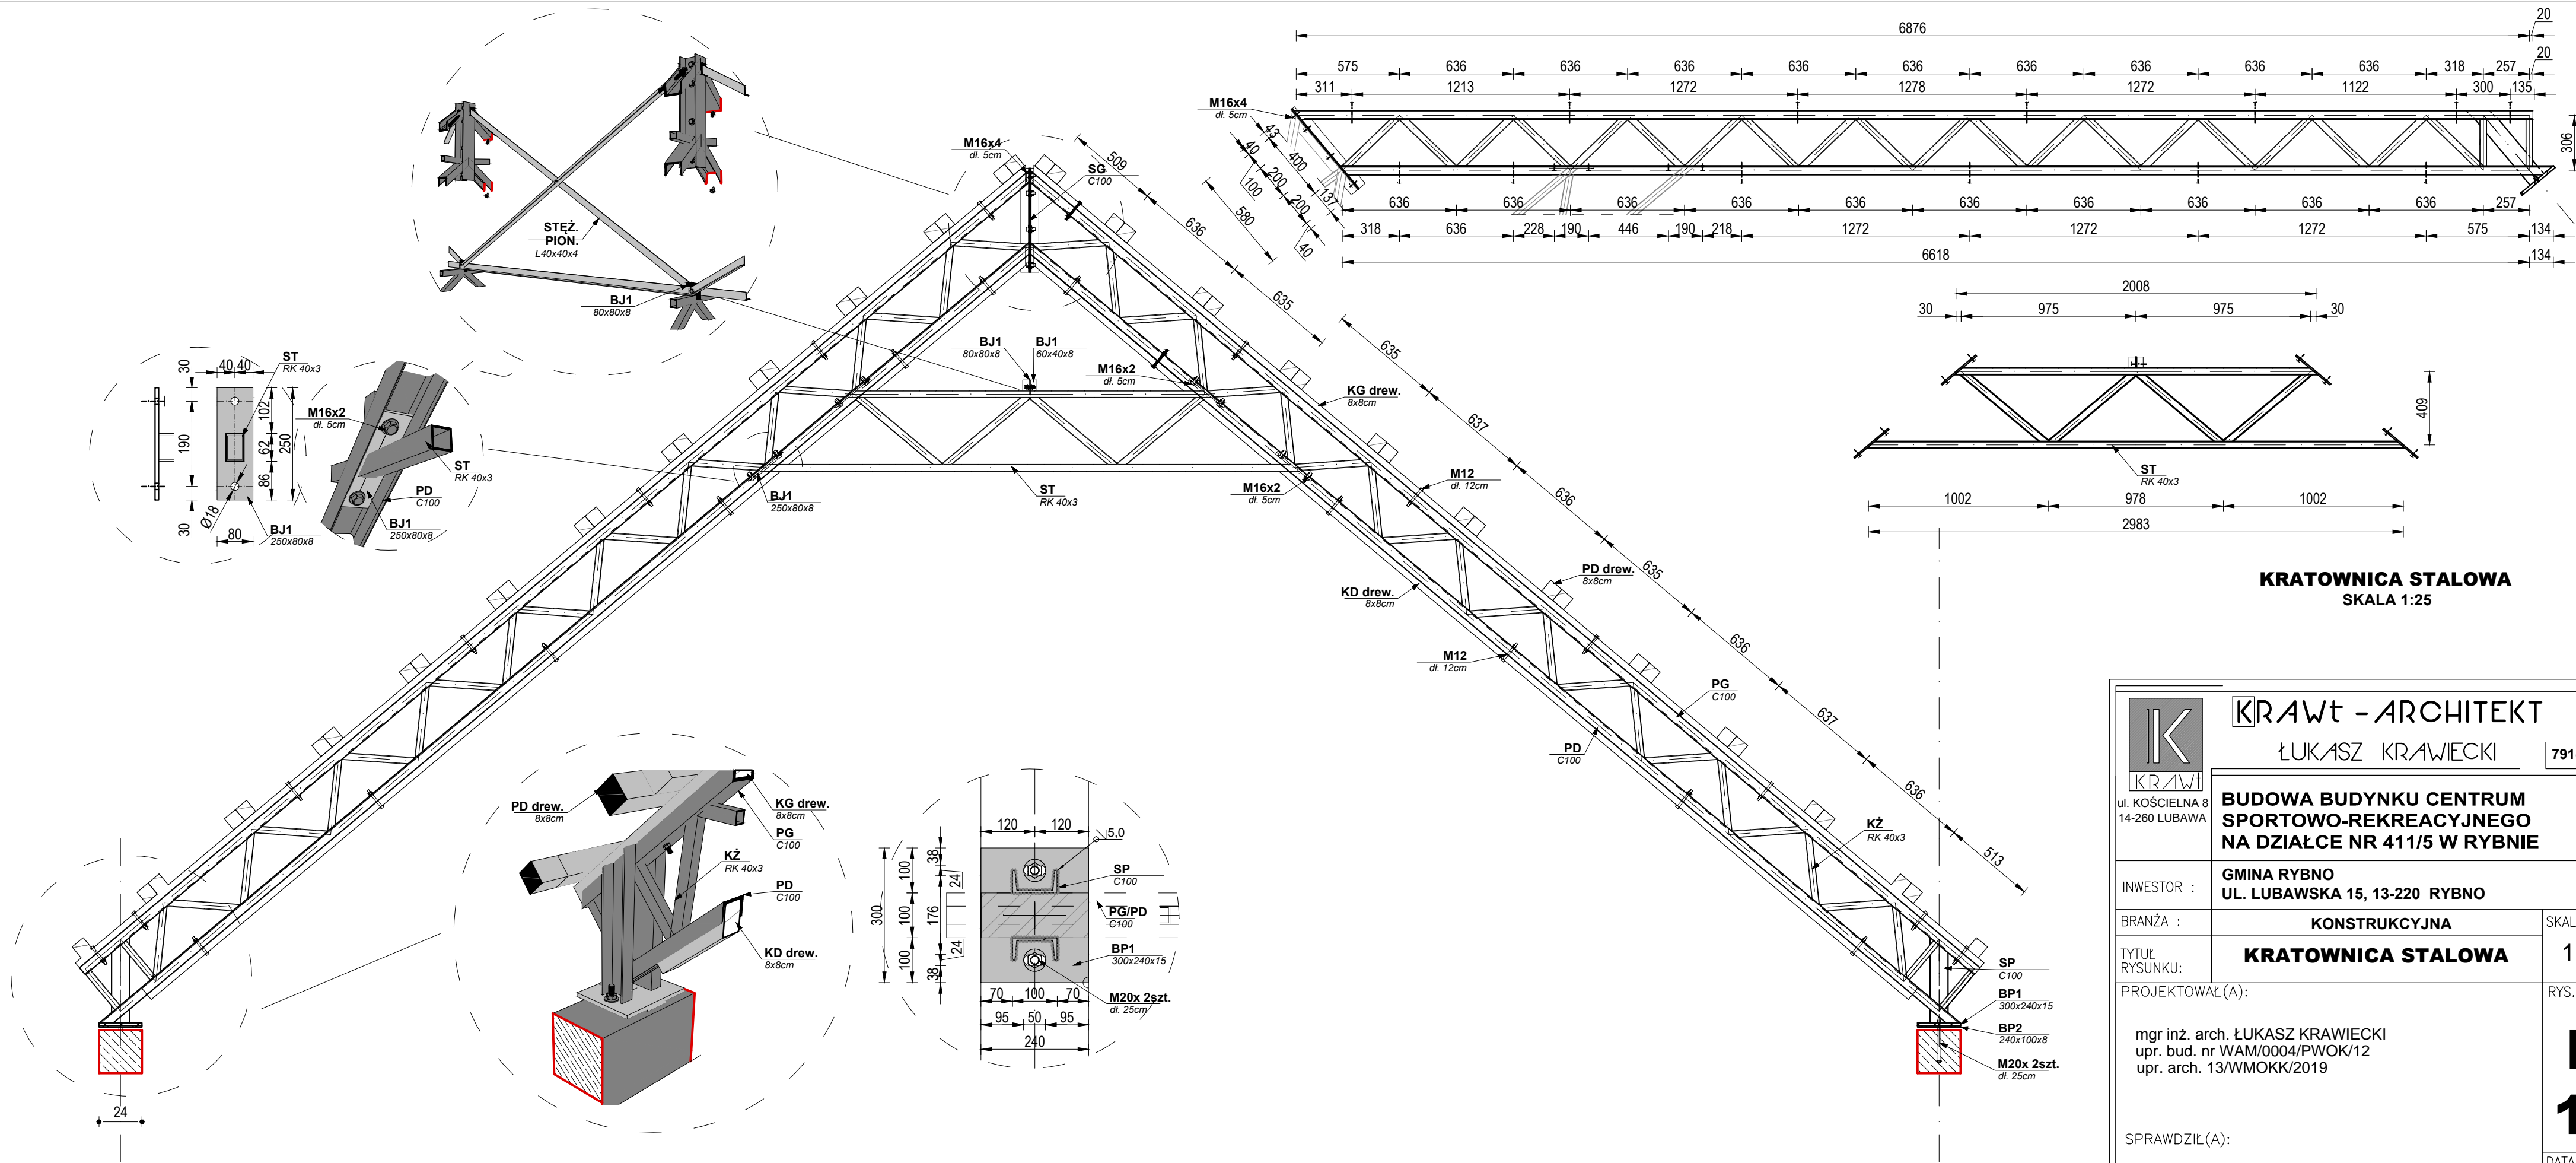 STĘŻ.
PION.
L40x40x4
BJ1
80x80x8
M16x4
dł. 5cm
SG
C100
509
636
635
635
637
636
635
636
637
636
513
30
40 40
ST
RK 40x3
M16x2
dł. 5cm
190
102
62
250
86
30
Ø18
80
BJ1
250x80x8
ST
RK 40x3
PD
C100
BJ1
250x80x8
BJ1
80x80x8
BJ1
60x40x8
M16x2
dł. 5cm
KG drew.
8x8cm
BJ1
250x80x8
ST
RK 40x3
M16x2
dł. 5cm
M12
dł. 12cm
PD drew.
8x8cm
KD drew.
8x8cm
M12
dł. 12cm
PG
C100
PD
C100
KŻ
RK 40x3
SP
C100
BP1
300x240x15
BP2
240x100x8
M20x 2szt.
dł. 25cm
24
PD drew.
8x8cm
KG drew.
8x8cm
PG
C100
KŻ
RK 40x3
PD
C100
KD drew.
8x8cm
120 120
5,0
38
100
24
SP
C100
300
100
176
PG/PD
C100
24
BP1
300x240x15
100
38
70 100 70
M20x 2szt.
dł. 25cm
95 50 95
240
6876
20
575 636 636 636 636 636 636 636 636 636 318 257
20
311 1213 1272 1278 1272 1122 300 135
M16x4
dł. 5cm
43
40
400
100
200
137
200
580
40
306
636 636 636 636 636 636 636 636 636 636 257
318 636 228 190 446 190 218 1272 1272 1272 575 134
6618 134
2008
30 975 975 30
409
ST
RK 40x3
1002 978 1002
2983
KRATOWNICA STALOWA
SKALA 1:25
KRAWt - ARCHITEKT
ŁUKASZ KRAWIECKI
791
KRAWt
ul. KOŚCIELNA 8
14-260 LUBAWA
BUDOWA BUDYNKU CENTRUM
SPORTOWO-REKREACYJNEGO
NA DZIAŁCE NR 411/5 W RYBNIE
INWESTOR :
GMINA RYBNO
UL. LUBAWSKA 15, 13-220 RYBNO
BRANŻA :
KONSTRUKCYJNA
SKAL
TYTUŁ
RYSUNKU:
KRATOWNICA STALOWA
1
PROJEKTOWAŁ(A):
RYS.
mgr inż. arch. ŁUKASZ KRAWIECKI
upr. bud. nr WAM/0004/PWOK/12
upr. arch. 13/WMOKK/2019
1
SPRAWDZIŁ(A):
DATA